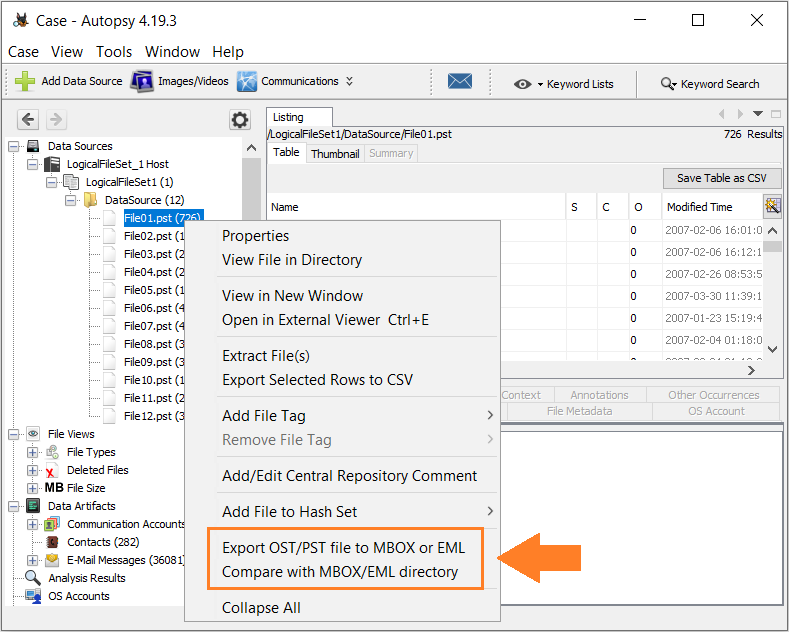 Case - Autopsy 4.19.3
Case View Tools Window Help
Add Data Source Images/Videos Communications Keyword Lists Keyword Search
Listing
/LogicalFileSet1/DataSource/File01.pst 726 Results
Table Thumbnail Summary
Save Table as CSV
Name S C O Modified Time
0 2007-02-06 16:01:0
0 2007-02-06 16:12:1
0 2007-02-26 08:53:5
0 2007-03-30 11:39:1
0 2007-01-23 15:19:4
0 2007-02-04 01:18:0
Context Annotations Other Occurrences
File Metadata OS Account
Data Sources
LogicalFileSet_1 Host
LogicalFileSet1 (1)
DataSource (12)
File01.pst (726)
File02.pst (1
File03.pst (2
File04.pst (2
File05.pst (1
File06.pst (4
File07.pst (4
File08.pst (3
File09.pst (3
File10.pst (1
File11.pst (2
File12.pst (3
File Views
File Types
Deleted Files
MB File Size
Data Artifacts
Communication Accounts
Contacts (282)
E-Mail Messages (36081)
Analysis Results
OS Accounts
Properties
View File in Directory
View in New Window
Open in External Viewer Ctrl+E
Extract File(s)
Export Selected Rows to CSV
Add File Tag
Remove File Tag
Add/Edit Central Repository Comment
Add File to Hash Set
Export OST/PST file to MBOX or EML
Compare with MBOX/EML directory
Collapse All